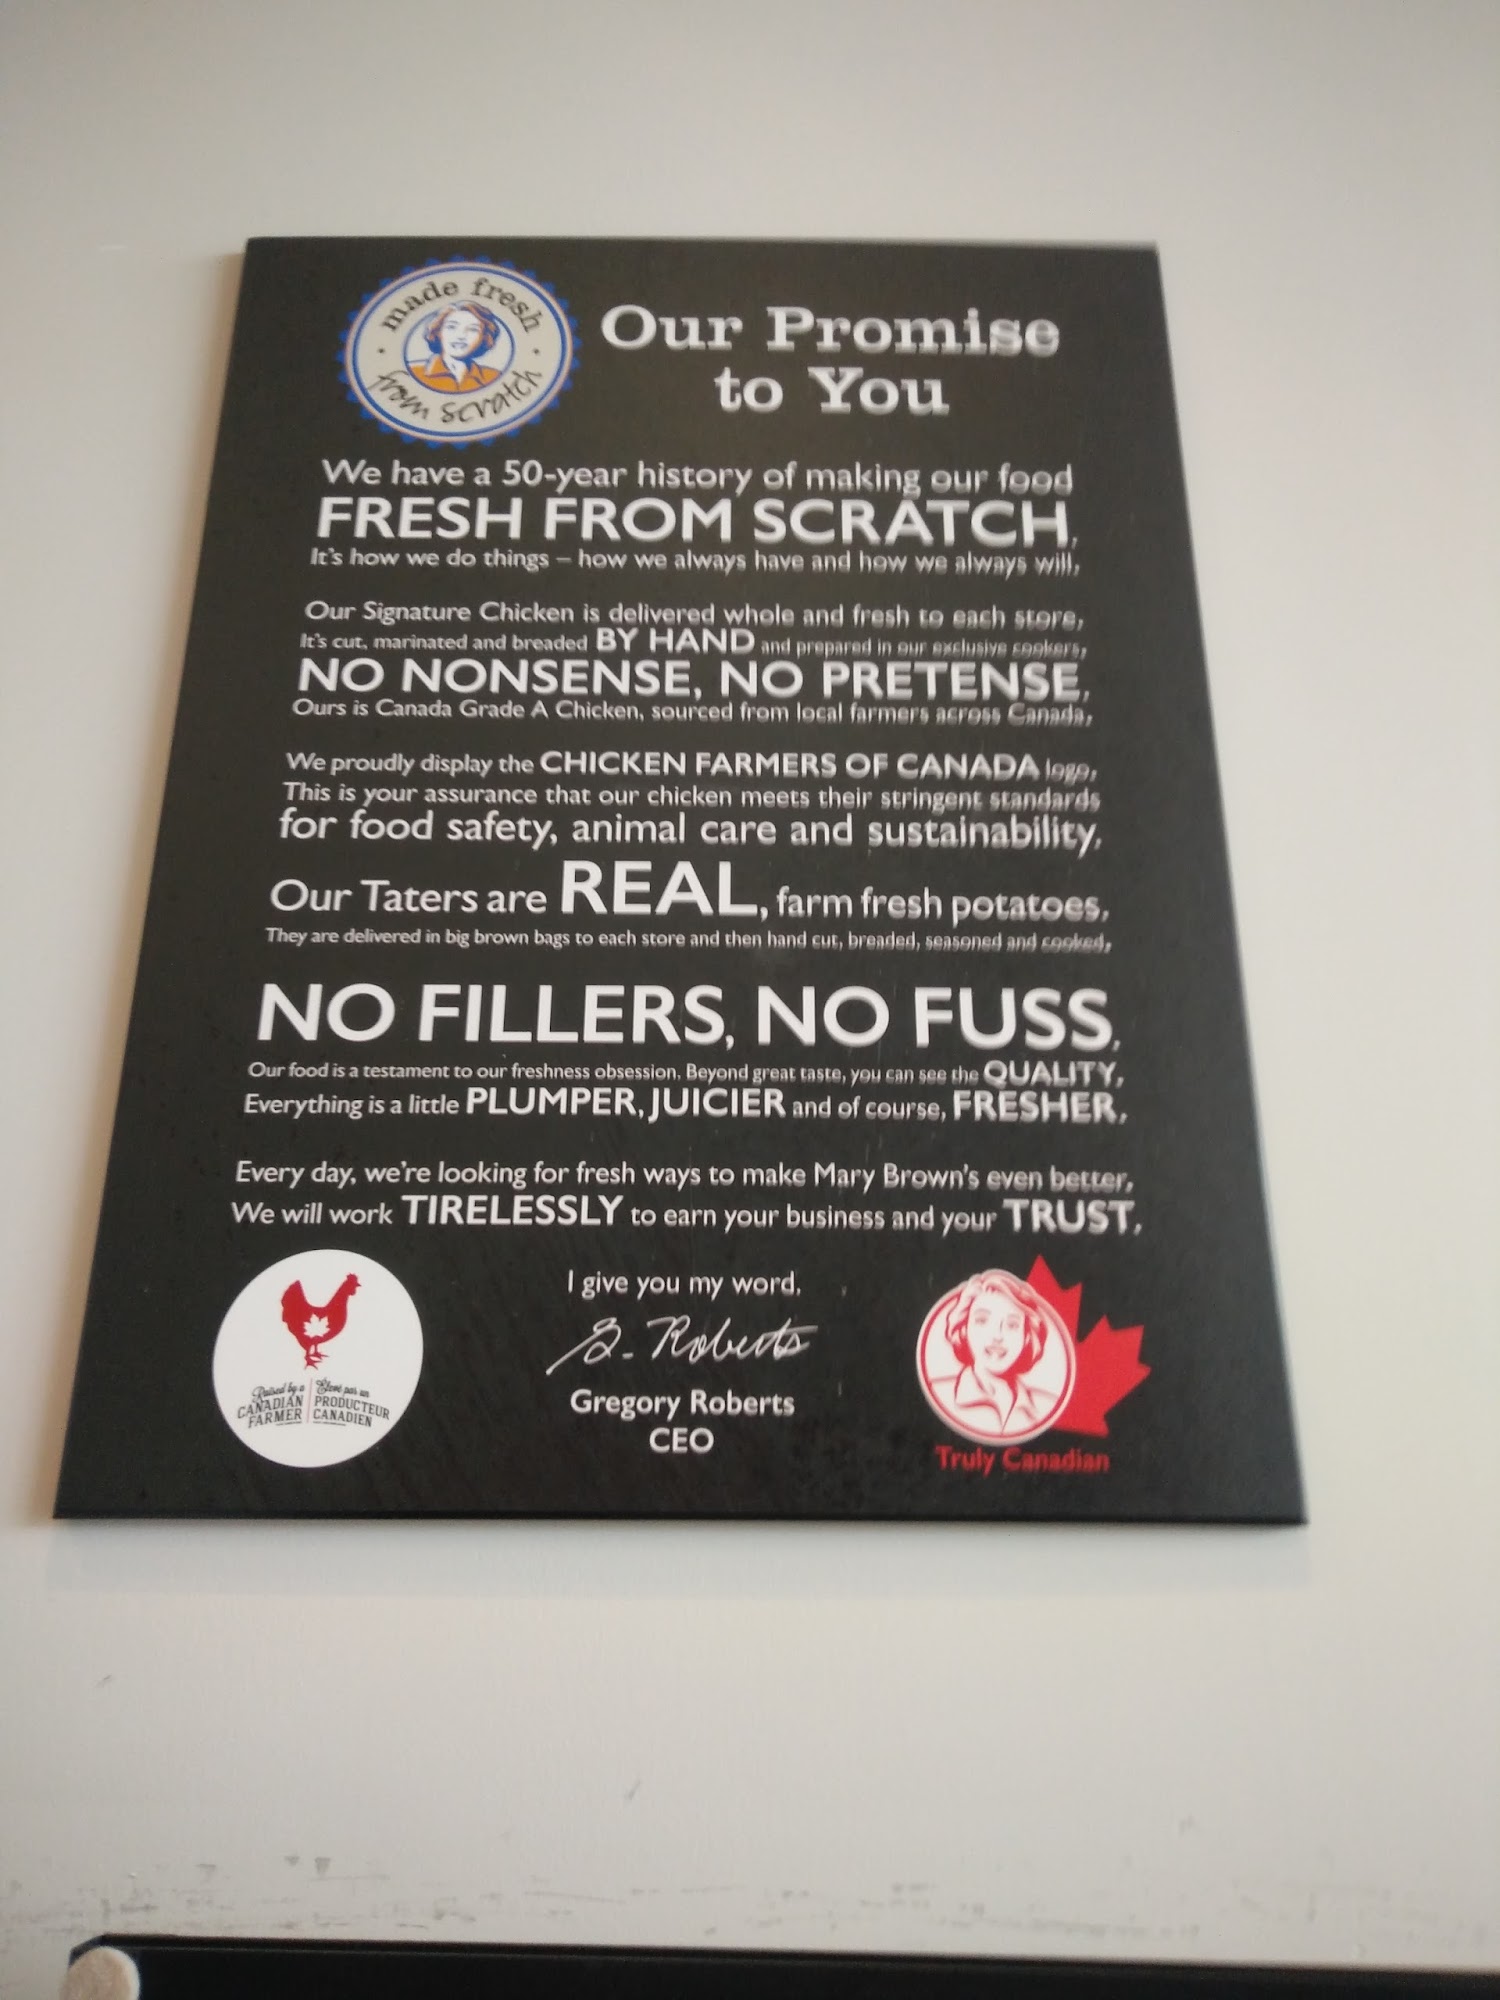 made fresh
from scratch
Our Promise
to You
We have a 50-year history of making our food
FRESH FROM SCRATCH.
It's how we do things – how we always have and how we always will.
Our Signature Chicken is delivered whole and fresh to each store.
It's cut, marinated and breaded BY HAND and prepared in our exclusive cookers.
NO NONSENSE, NO PRETENSE.
Ours is Canada Grade A Chicken, sourced from local farmers across Canada.
We proudly display the CHICKEN FARMERS OF CANADA logo.
This is your assurance that our chicken meets their stringent standards
for food safety, animal care and sustainability.
Our Taters are REAL, farm fresh potatoes.
They are delivered in big brown bags to each store and then hand cut, breaded, seasoned and cooked.
NO FILLERS, NO FUSS.
Our food is a testament to our freshness obsession. Beyond great taste, you can see the QUALITY.
Everything is a little PLUMPER, JUICIER and of course, FRESHER.
Every day, we're looking for fresh ways to make Mary Brown's even better.
We will work TIRELESSLY to earn your business and your TRUST.
I give you my word.
G. Roberts
Gregory Roberts
CEO
Raised by a
CANADIAN
FARMER
Élevé par un
PRODUCTEUR
CANADIEN
Truly Canadian